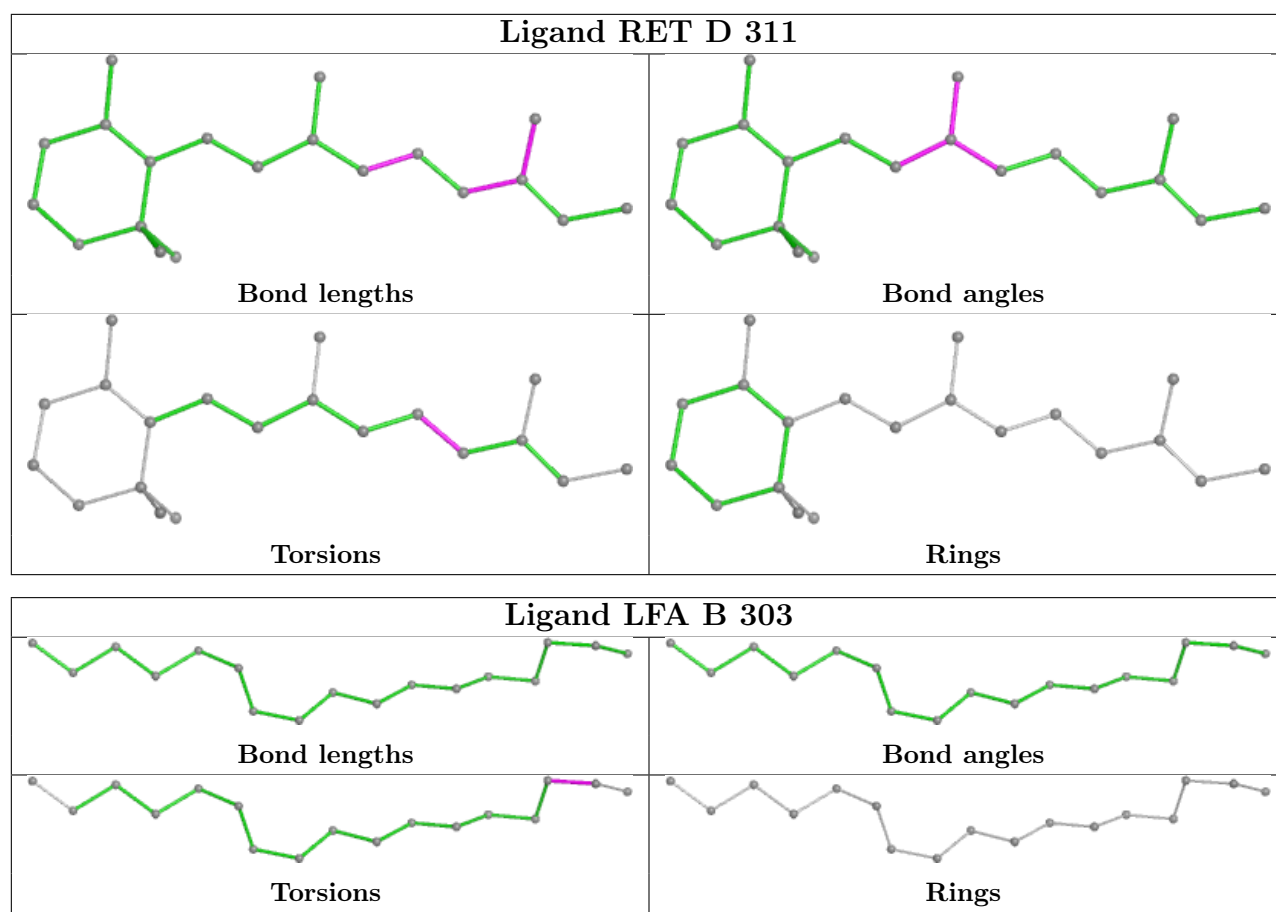 Ligand RET D 311
Bond lengths
Bond angles
Torsions
Rings
Ligand LFA B 303
Bond lengths
Bond angles
Torsions
Rings